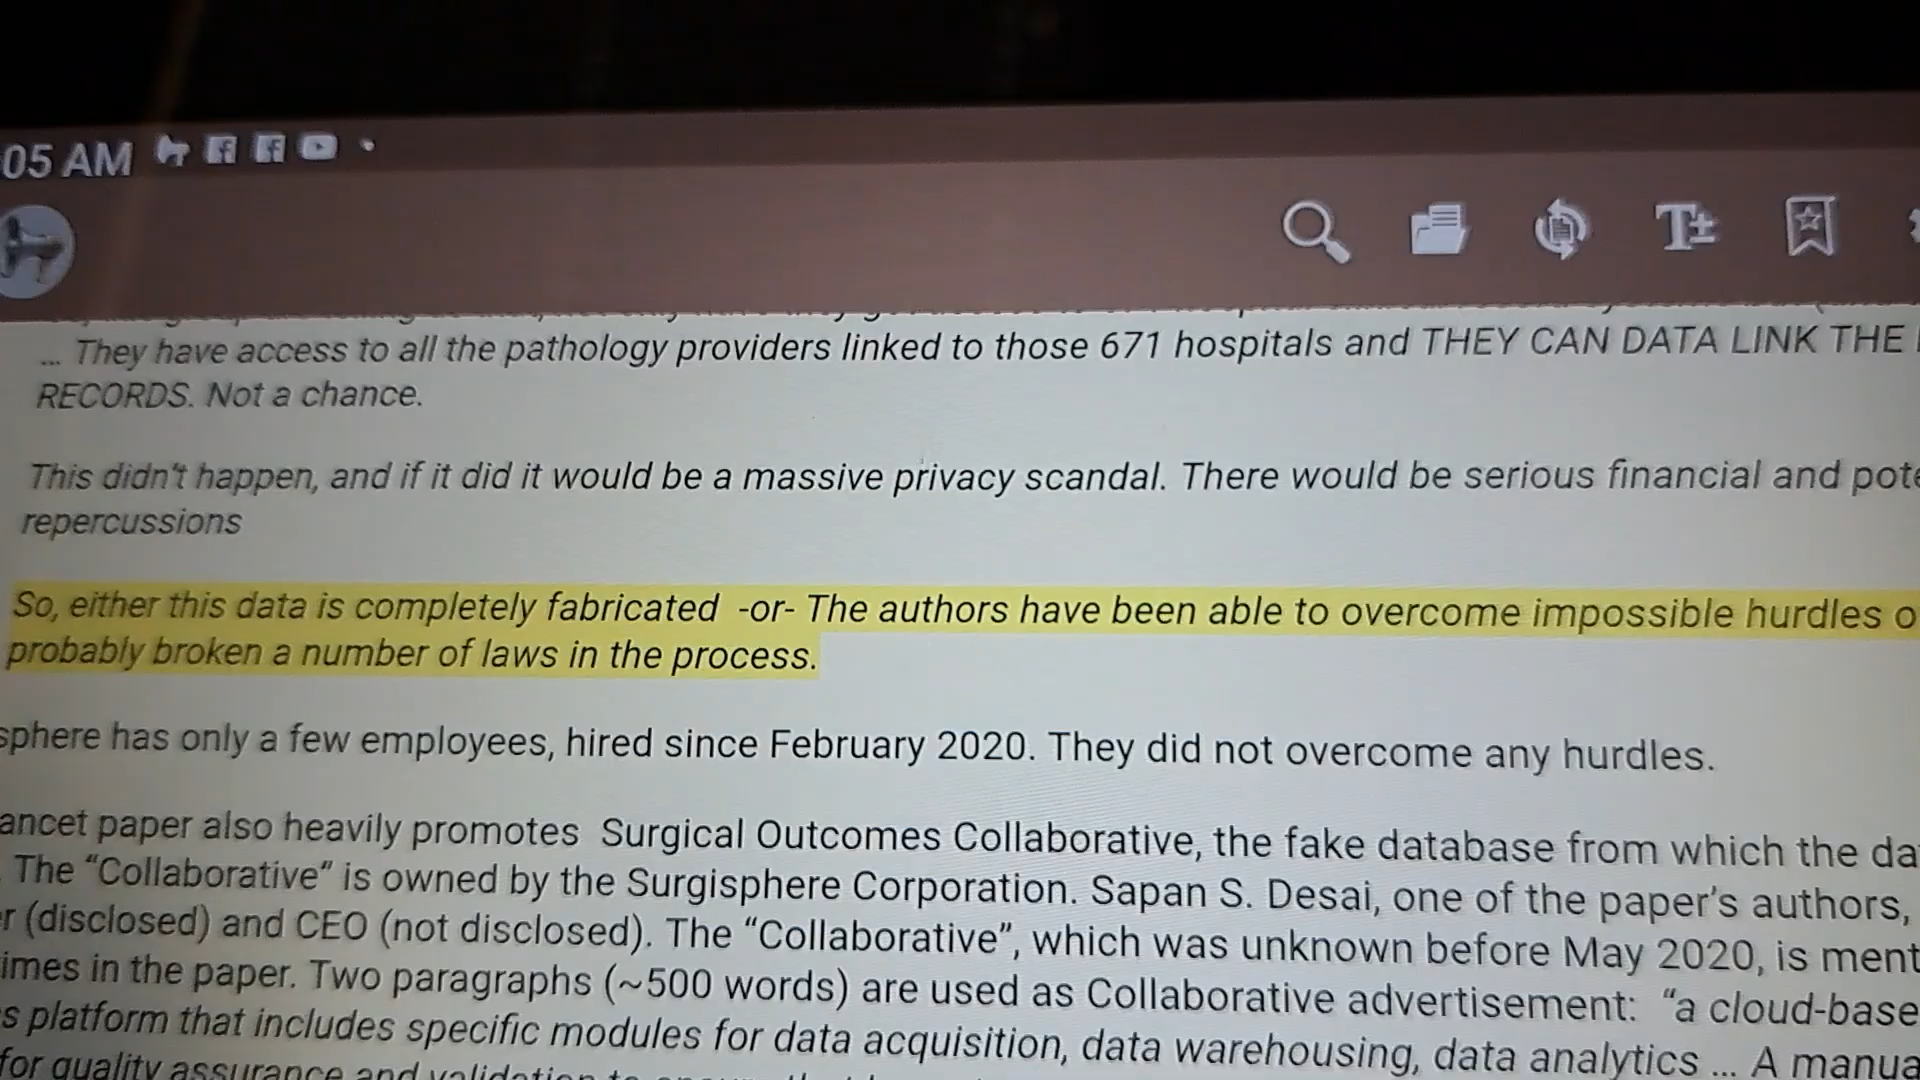 05 AM
... They have access to all the pathology providers linked to those 671 hospitals and THEY CAN DATA LINK THE
RECORDS. Not a chance.
This didn't happen, and if it did it would be a massive privacy scandal. There would be serious financial and
repercussions
So, either this data is completely fabricated -or- The authors have been able to overcome impossible hurdles
probably broken a number of laws in the process.
sphere has only a few employees, hired since February 2020. They did not overcome any hurdles.
ancet paper also heavily promotes Surgical Outcomes Collaborative, the fake database from which the
The “Collaborative” is owned by the Surgisphere Corporation. Sapan S. Desai, one of the paper's authors,
r (disclosed) and CEO (not disclosed). The “Collaborative”, which was unknown before May 2020, is ment
imes in the paper. Two paragraphs (~500 words) are used as Collaborative advertisement: “a cloud-base
s platform that includes specific modules for data acquisition, data warehousing, data analytics ... A manua
for quality assurance and validation